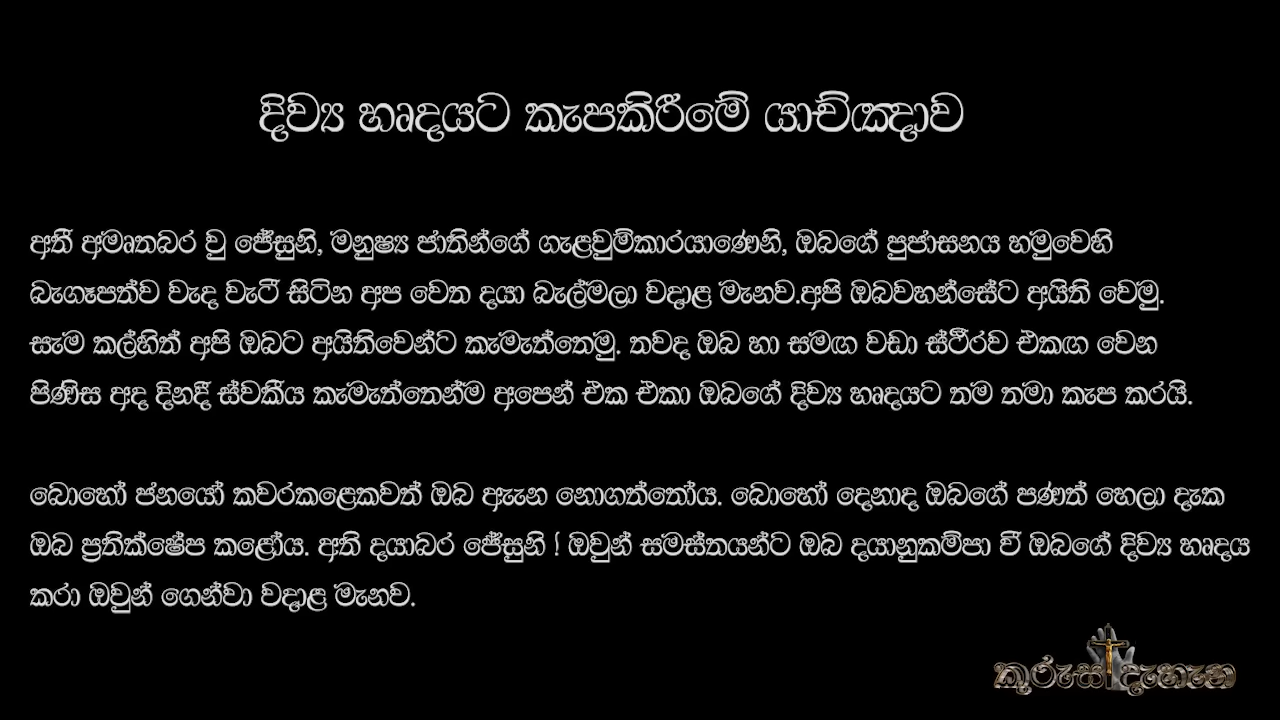 දිව්‍ය හෘදයට කැපකිරීමේ යාච්ඤාව
අතී අමෘතබර වු ජේසුනි, මනුෂ්‍ය ජාතින්ගේ ගැළවුම්කාරයාණෙනි, ඔබගේ පුජාසනය හමුවෙහි
බැගෑපත්ව වැද වැටී සිටින අප වෙත දයා බැල්මලා වදාළ මැනව.අපි ඔබවහන්සේට අයිති වෙමු.
සැම කල්හිත් අපි ඔබට අයිතිවෙන්ට කැමැත්තෙමු. තවද ඔබ හා සමඟ වඩා ස්ථීරව එකඟ වෙන
පිණිස අද දිනදී ස්වකීය කැමැත්තෙන්ම අපෙන් එක එකා ඔබගේ දිව්‍ය හෘදයට තම තමා කැප කරයි.
බොහෝ ජනයෝ කවරකළෙකවත් ඔබ ඇැන නොගත්තෝය. බොහෝ දෙනාද ඔබගේ පණත් හෙලා දැක
ඔබ ප්‍රතික්ෂේප කළෝය. අති දයාබර ජේසුනි ! ඔවුන් සමස්තයන්ට ඔබ දයානුකම්පා වී ඔබගේ දිව්‍ය හෘදය
කරා ඔවුන් ගෙන්වා වදාළ මැනව.
කුරුස දැහැන